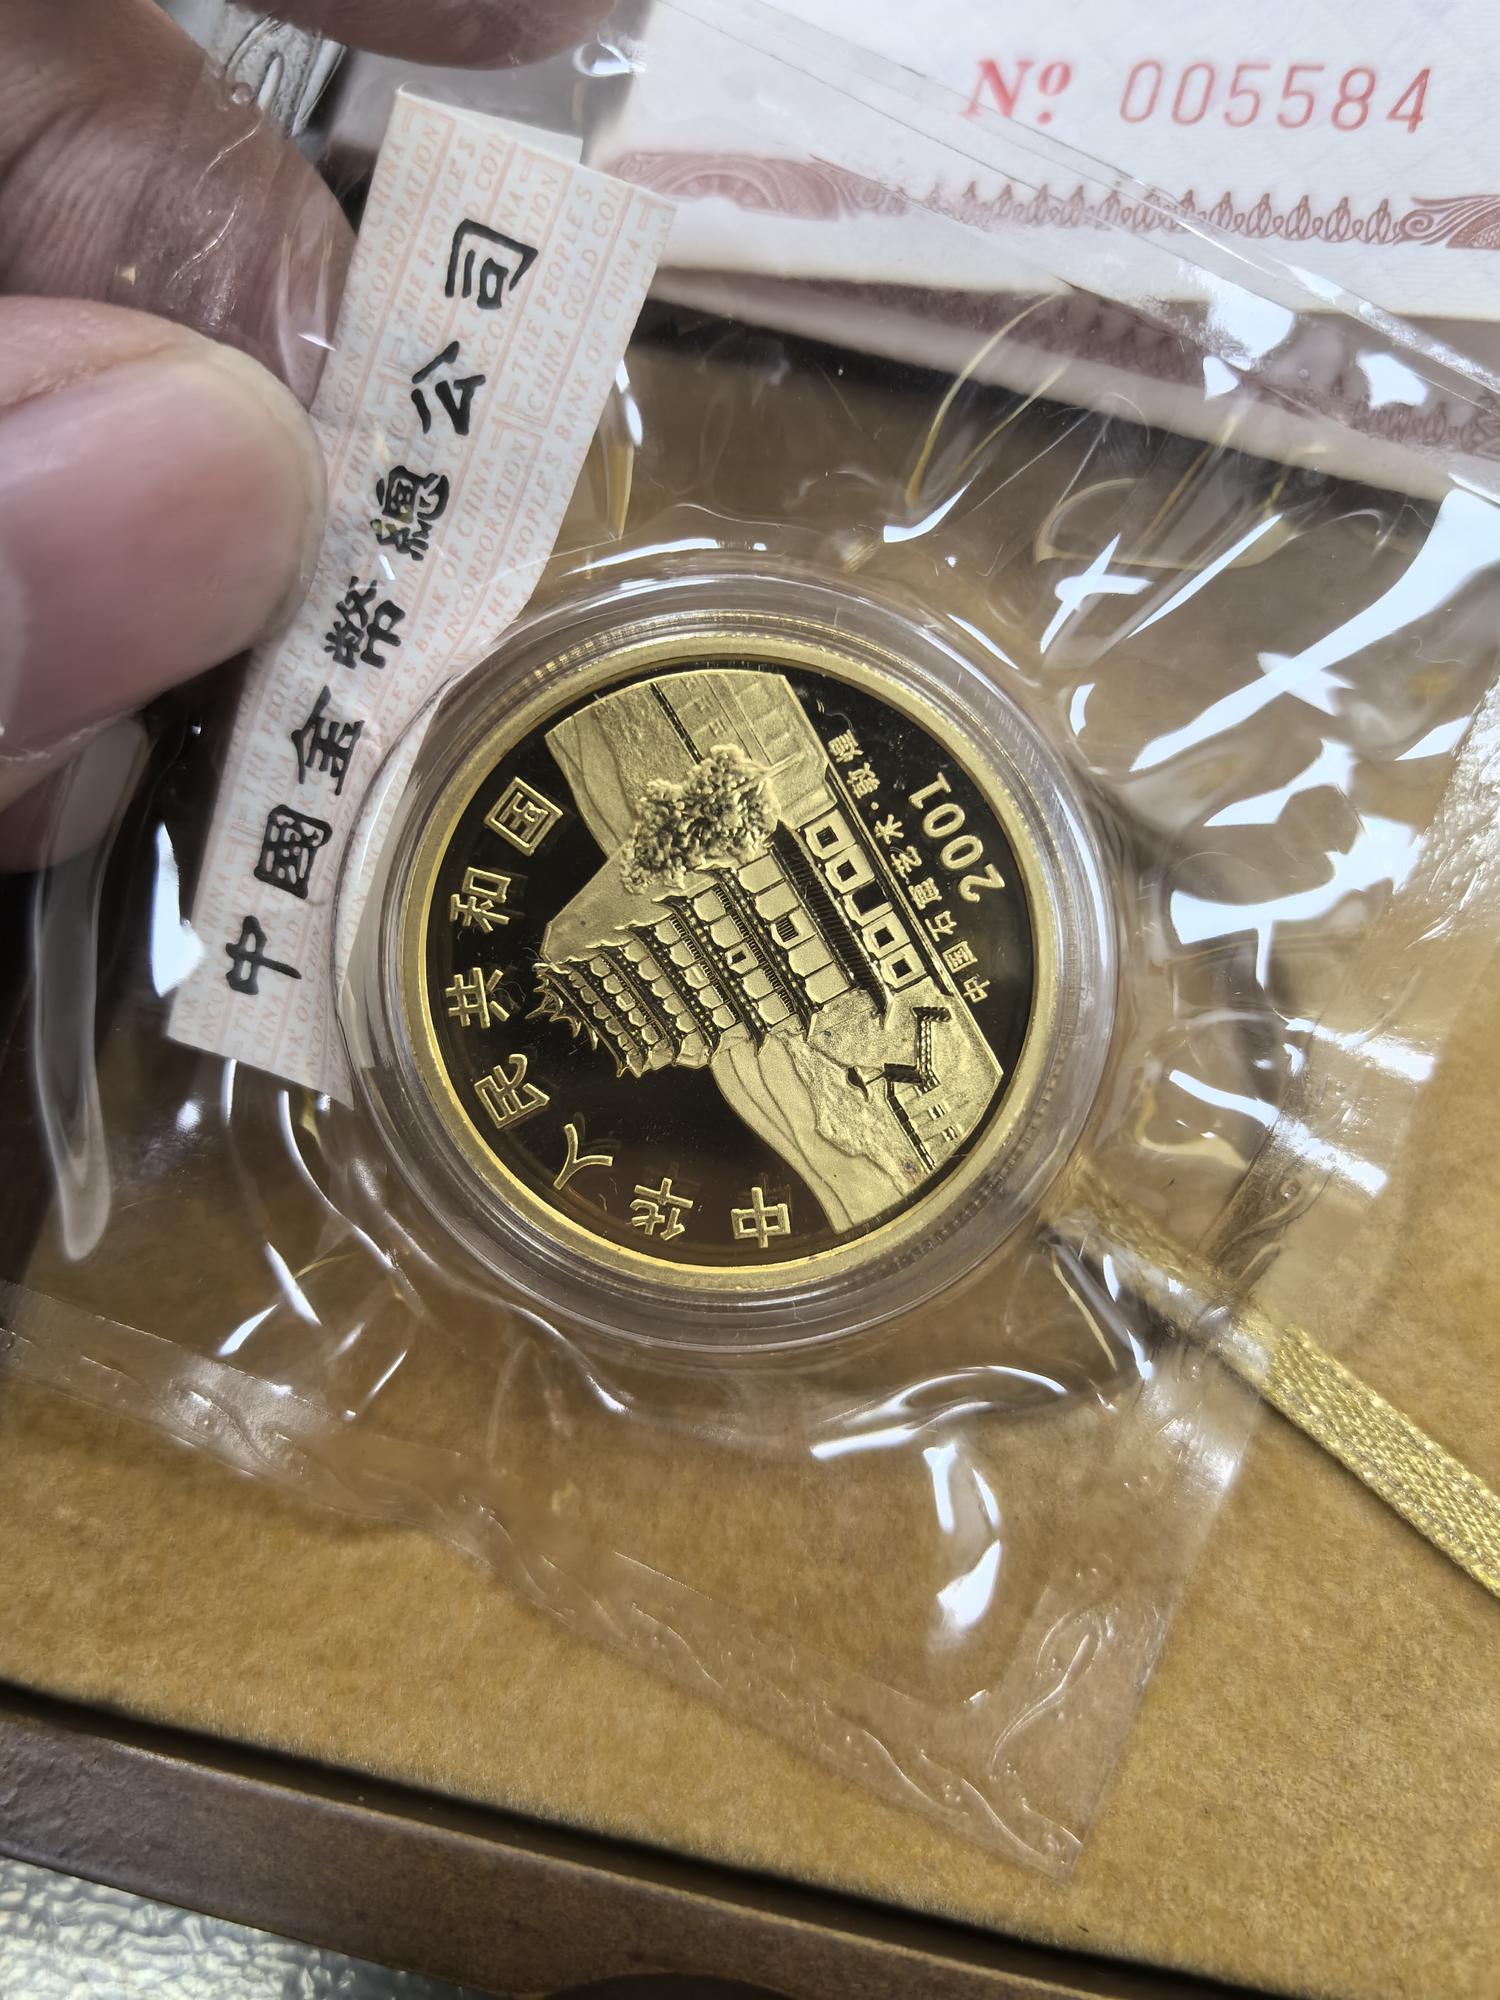 № 005584
中國金幣總公司
中华人民共和国
中国石窟艺术·敦煌
2001
THE PEOPLE'S BANK OF CHINA
CHINA GOLD COIN INCORPORATION